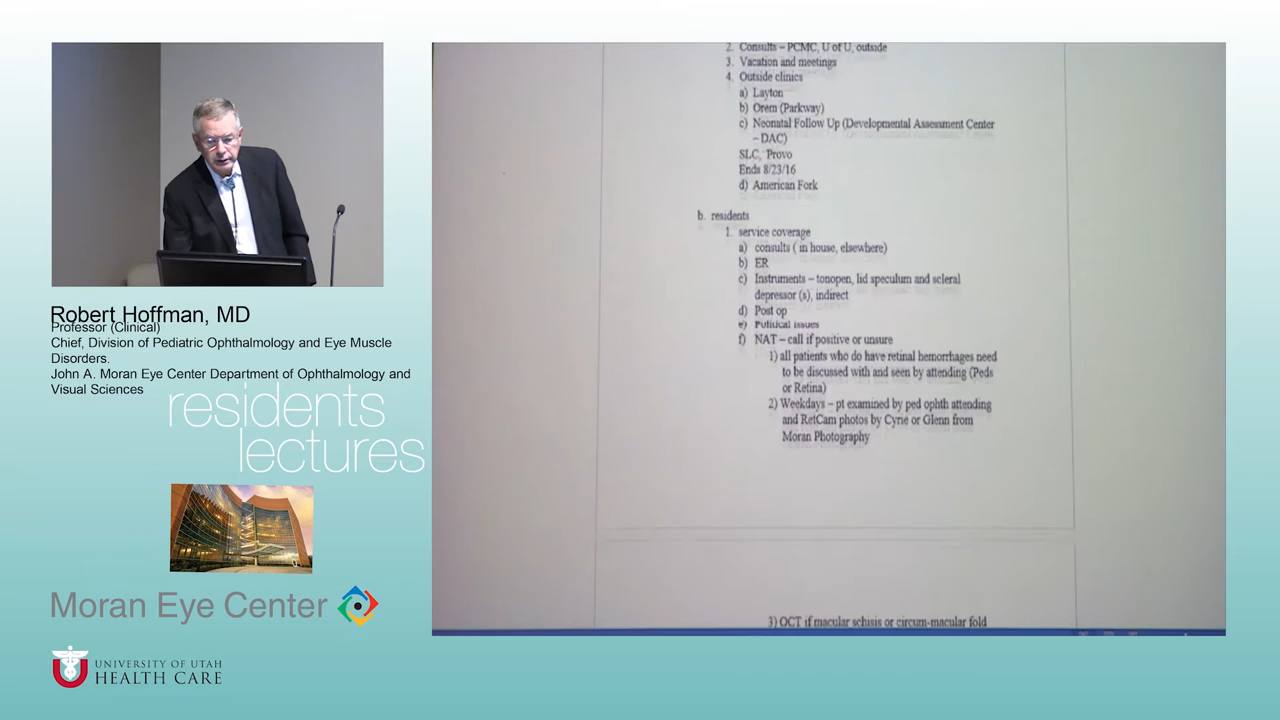 Robert Hoffman, MD
Professor (Clinical)
Chief, Division of Pediatric Ophthalmology and Eye Muscle
Disorders.
John A. Moran Eye Center Department of Ophthalmology and
Visual Sciences
residents
lectures
Moran Eye Center
UNIVERSITY OF UTAH
HEALTH CARE
2. Consults – PCMC, U of U, outside
3. Vacation and meetings
4. Outside clinics
a) Layton
b) Orem (Parkway)
c) Neonatal Follow Up (Developmental Assessment Center
– DAC)
SLC, Provo
Ends 8/23/16
d) American Fork
b. residents
1. service coverage
a) consults ( in house, elsewhere)
b) ER
c) Instruments – tonopen, lid speculum and scleral
depressor (s), indirect
d) Post op
e) Political issues
f) NAT – call if positive or unsure
1) all patients who do have retinal hemorrhages need
to be discussed with and seen by attending (Peds
or Retina)
2) Weekdays – pt examined by ped ophth attending
and RetCam photos by Cyrie or Glenn from
Moran Photography
3) OCT if macular schisis or circum-macular fold